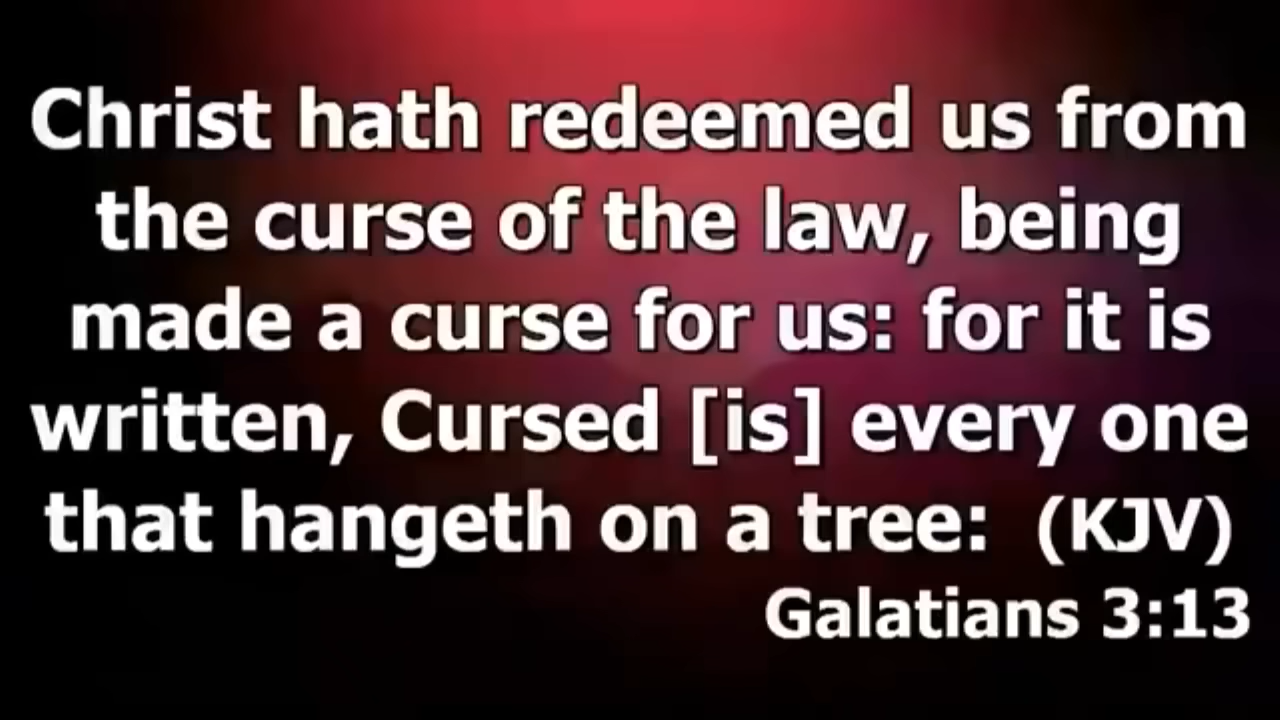 Christ hath redeemed us from
the curse of the law, being
made a curse for us: for it is
written, Cursed [is] every one
that hangeth on a tree: (KJV)
Galatians 3:13